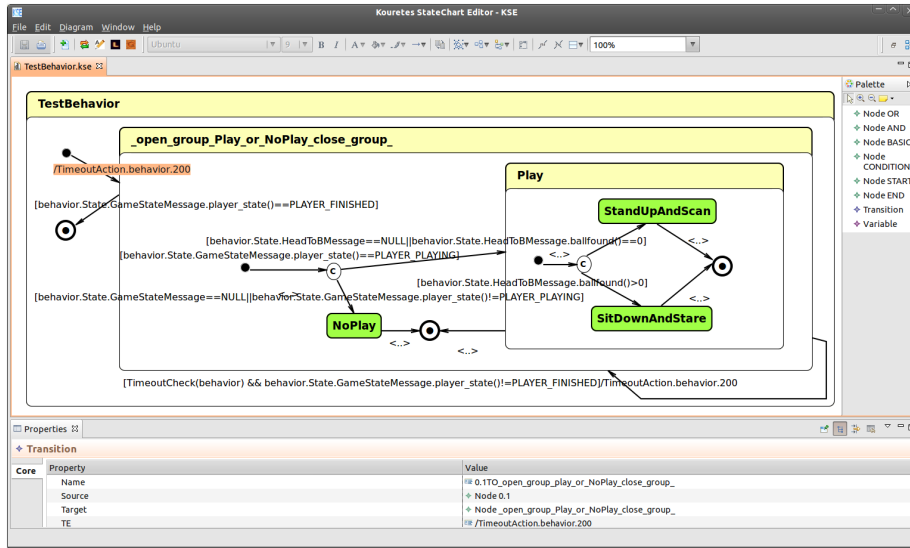 Kouretes StateChart Editor - KSE
File Edit Diagram Window Help
Ubuntu 9 B I A 100%
TestBehavior.kse
TestBehavior
_open_group_Play_or_NoPlay_close_group_
/TimeoutAction.behavior.200
Play
[behavior.State.GameStateMessage.player_state()==PLAYER_FINISHED]
StandUpAndScan
[behavior.State.HeadToBMessage==NULL||behavior.State.HeadToBMessage.ballfound()==0]
<..>
[behavior.State.GameStateMessage.player_state()==PLAYER_PLAYING]
<..>
C
C
[behavior.State.HeadToBMessage.ballfound()>0]
[behavior.State.GameStateMessage==NULL||behavior.State.GameStateMessage.player_state()!=PLAYER_PLAYING]
<..>
<..>
NoPlay
SitDownAndStare
<..>
<..>
[TimeoutCheck(behavior) && behavior.State.GameStateMessage.player_state()!=PLAYER_FINISHED]/TimeoutAction.behavior.200
Palette
Node OR
Node AND
Node BASIC
Node
CONDITION
Node START
Node END
Transition
Variable
Properties
Transition
Core
Property Value
Name 0.1TO_open_group_play_or_NoPlay_close_group_
Source Node 0.1
Target Node _open_group_Play_or_NoPlay_close_group_
TE /TimeoutAction.behavior.200